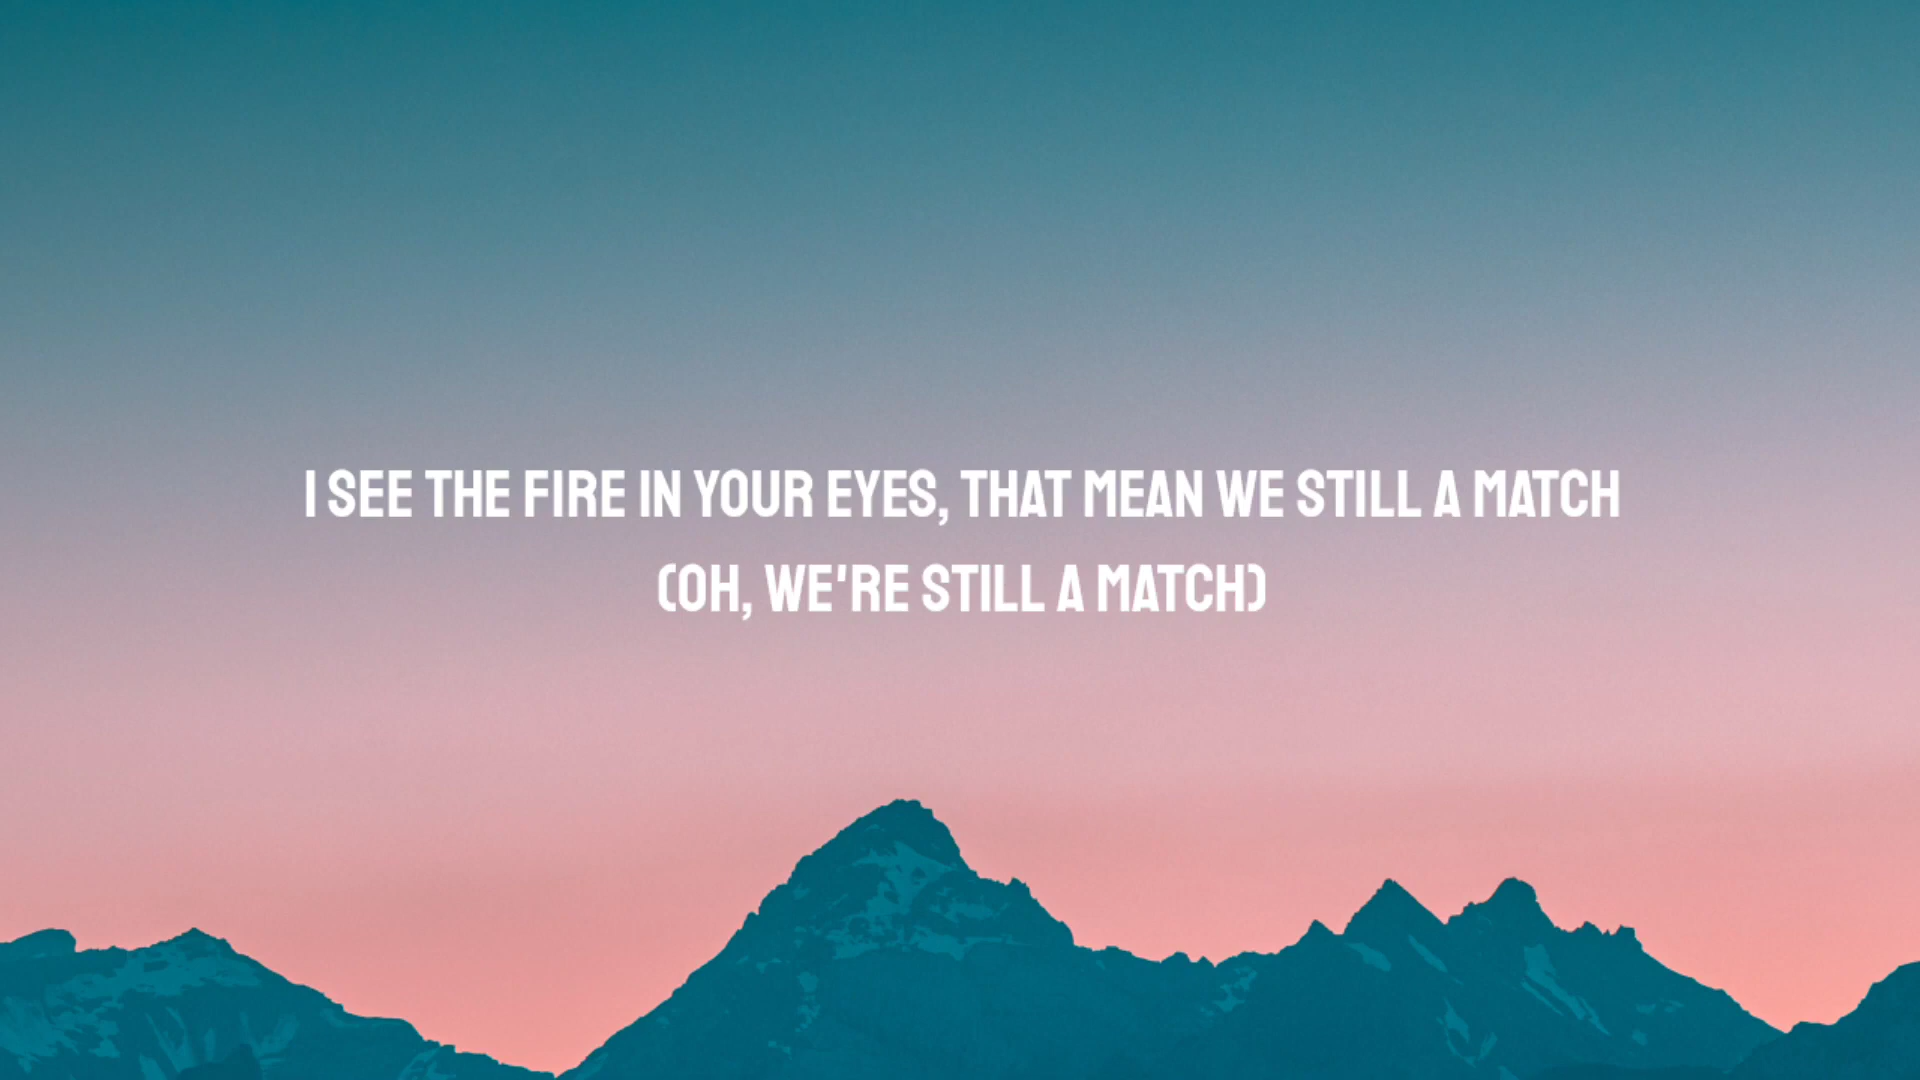 I SEE THE FIRE IN YOUR EYES, THAT MEAN WE STILL A MATCH
(OH, WE'RE STILL A MATCH)